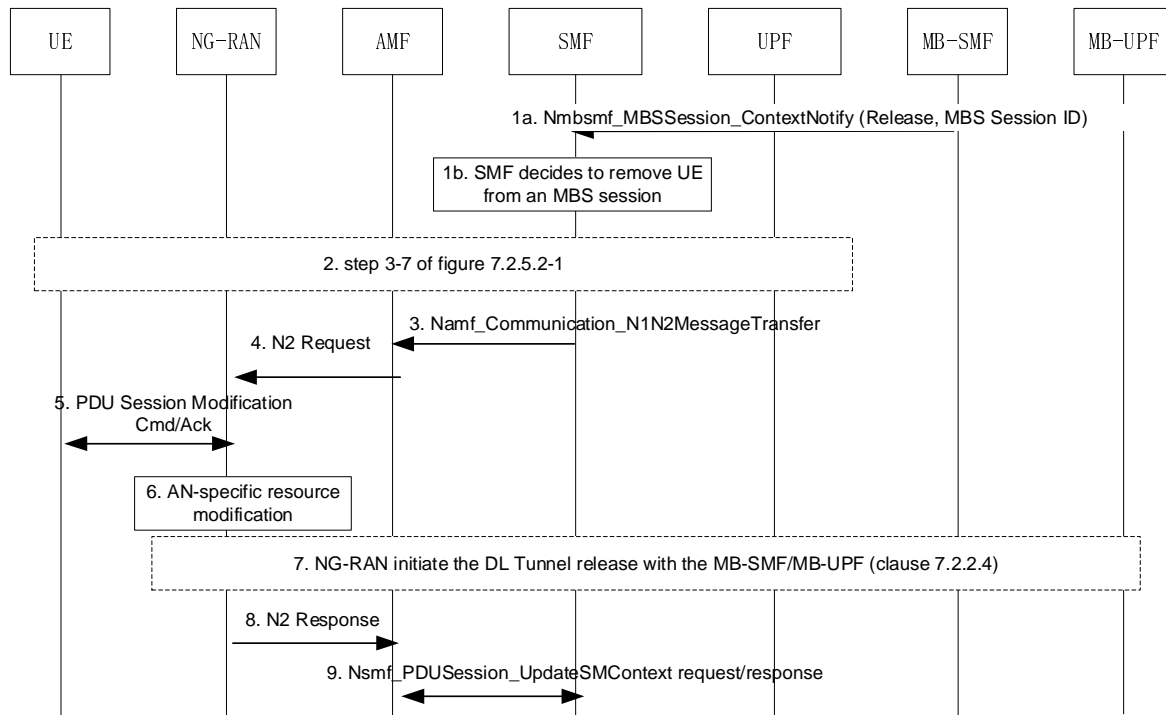 UE NG-RAN AMF SMF UPF MB-SMF MB-UPF
1a. Nmbsmf_MBSSession_ContextNotify (Release, MBS Session ID)
1b. SMF decides to remove UE
from an MBS session
2. step 3-7 of figure 7.2.5.2-1
3. Namf_Communication_N1N2MessageTransfer
4. N2 Request
5. PDU Session Modification
Cmd/Ack
6. AN-specific resource
modification
7. NG-RAN initiate the DL Tunnel release with the MB-SMF/MB-UPF (clause 7.2.2.4)
8. N2 Response
9. Nsmf_PDUSession_UpdateSMContext request/response